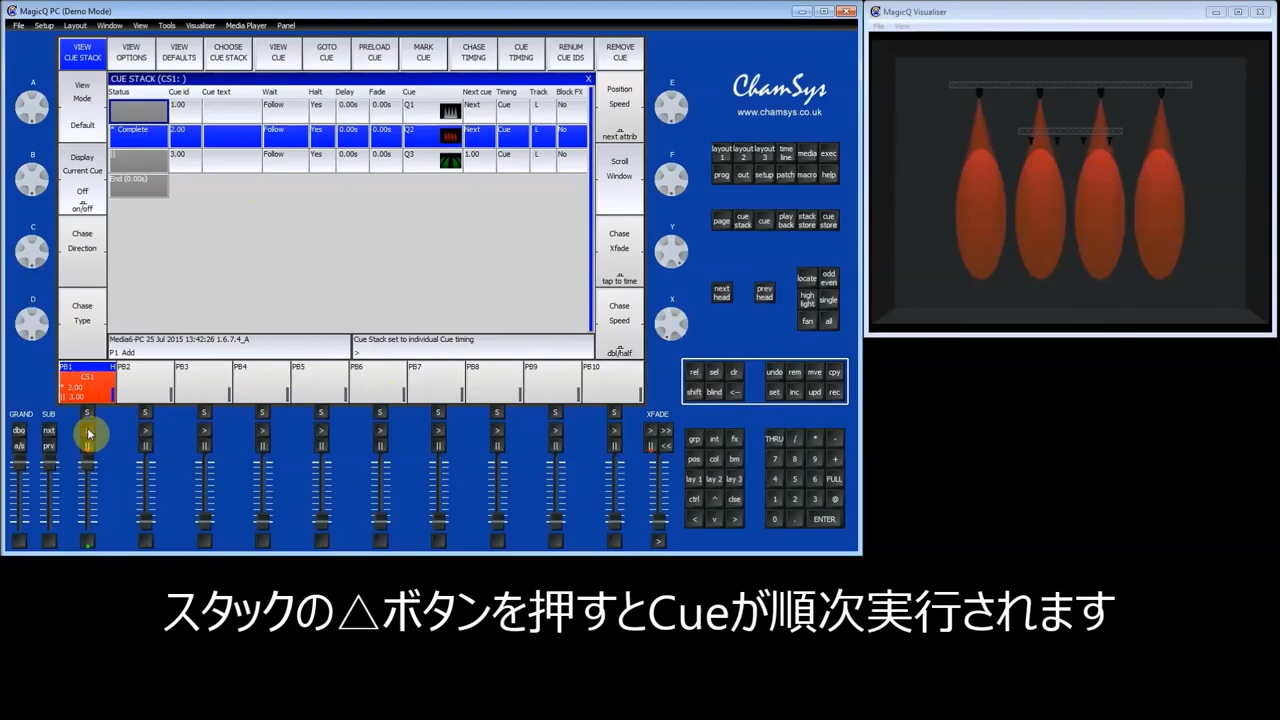 MagicQ PC (Demo Mode)
File Setup Layout Window View Tools Visualiser Media Player Panel
VIEW CUE STACK
VIEW OPTIONS
VIEW DEFAULTS
CHOOSE CUE STACK
VIEW CUE
GOTO CUE
PRELOAD CUE
MARK CUE
CHASE TIMING
CUE TIMING
RENUM CUE IDS
REMOVE CUE
A
View
Mode
Default
B
Display
Current Cue
Off
on/off
C
Chase
Direction
D
Chase
Type
CUE STACK (CS1: )
X
Status Cue id Cue text Wait Halt Delay Fade Cue Next cue Timing Track Block FX
1.00 Follow Yes 0.00s 0.00s Q1 Next Cue L No
* Complete 2.00 Follow Yes 0.00s 0.00s Q2 Next Cue L No
|| 3.00 Follow Yes 0.00s 0.00s Q3 1.00 Cue L No
End (0.00s)
Position
Speed
next attrib
E
Scroll
Window
F
Chase
Xfade
tap to time
Y
Chase
Speed
dbl/half
X
Media6-PC 25 Jul 2015 13:42:26 1.6.7.4_A
P1 Add
Cue Stack set to individual Cue timing
>
PB1 H PB2 PB3 PB4 PB5 PB6 PB7 PB8 PB9 PB10
CS1
* 2.00
|| 3.00
GRAND SUB S S S S S S S S S S XFADE
dbo nxt > > > > > > > > > > >>
a/s prv || || || || || || || || || || || <<
>
ChamSys
www.chamsys.co.uk
layout 1 layout 2 layout 3 time line media exec
prog out setup patch macro help
page cue stack cue play back stack store cue store
next head prev head
locate odd even
high light single
fan all
rel sel clr undo rem mve cpy
shift blind <-- set inc upd rec
grp int fx THRU / * -
pos col bm 7 8 9 +
lay 1 lay 2 lay 3 4 5 6 FULL
ctrl ^ clse 1 2 3 @
< v > 0 . ENTER
MagicQ Visualiser
File View
スタックの△ボタンを押すとCueが順次実行されます